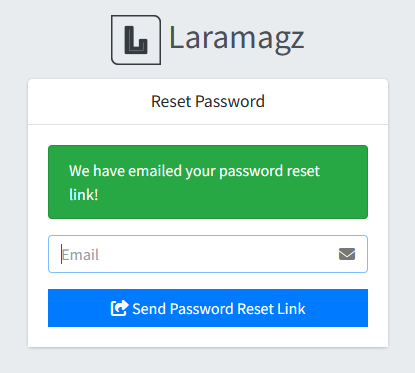 Laramagz
Reset Password
We have emailed your password reset
link!
Email
Send Password Reset Link